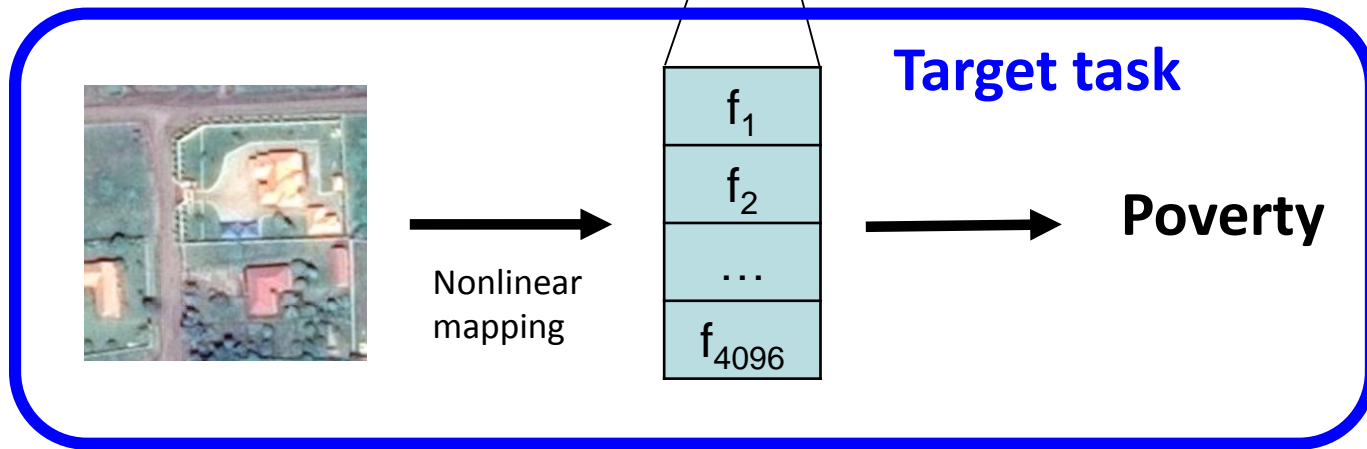 Target task
f₁
f₂
...
f₄₀₉₆
Nonlinear
mapping
Poverty